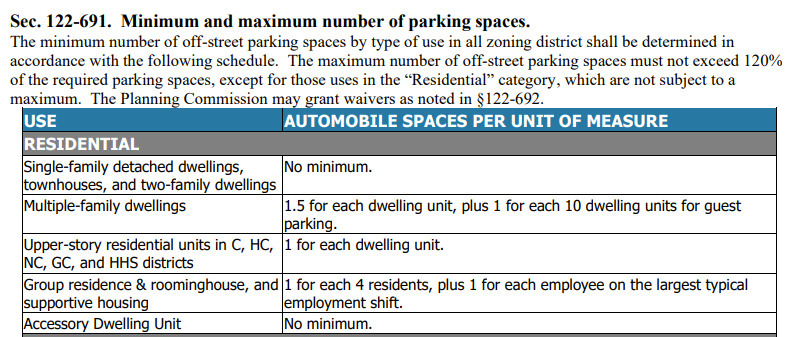 Sec. 122-691.  Minimum and maximum number of parking spaces.
The minimum number of off-street parking spaces by type of use in all zoning district shall be determined in
accordance with the following schedule.  The maximum number of off-street parking spaces must not exceed 120%
of the required parking spaces, except for those uses in the “Residential” category, which are not subject to a
maximum.  The Planning Commission may grant waivers as noted in §122-692.
USE AUTOMOBILE SPACES PER UNIT OF MEASURE
RESIDENTIAL
Single-family detached dwellings, No minimum.
townhouses, and two-family dwellings
Multiple-family dwellings 1.5 for each dwelling unit, plus 1 for each 10 dwelling units for guest
parking.
Upper-story residential units in C, HC, 1 for each dwelling unit.
NC, GC, and HHS districts
Group residence & roominghouse, and 1 for each 4 residents, plus 1 for each employee on the largest typical
supportive housing employment shift.
Accessory Dwelling Unit No minimum.